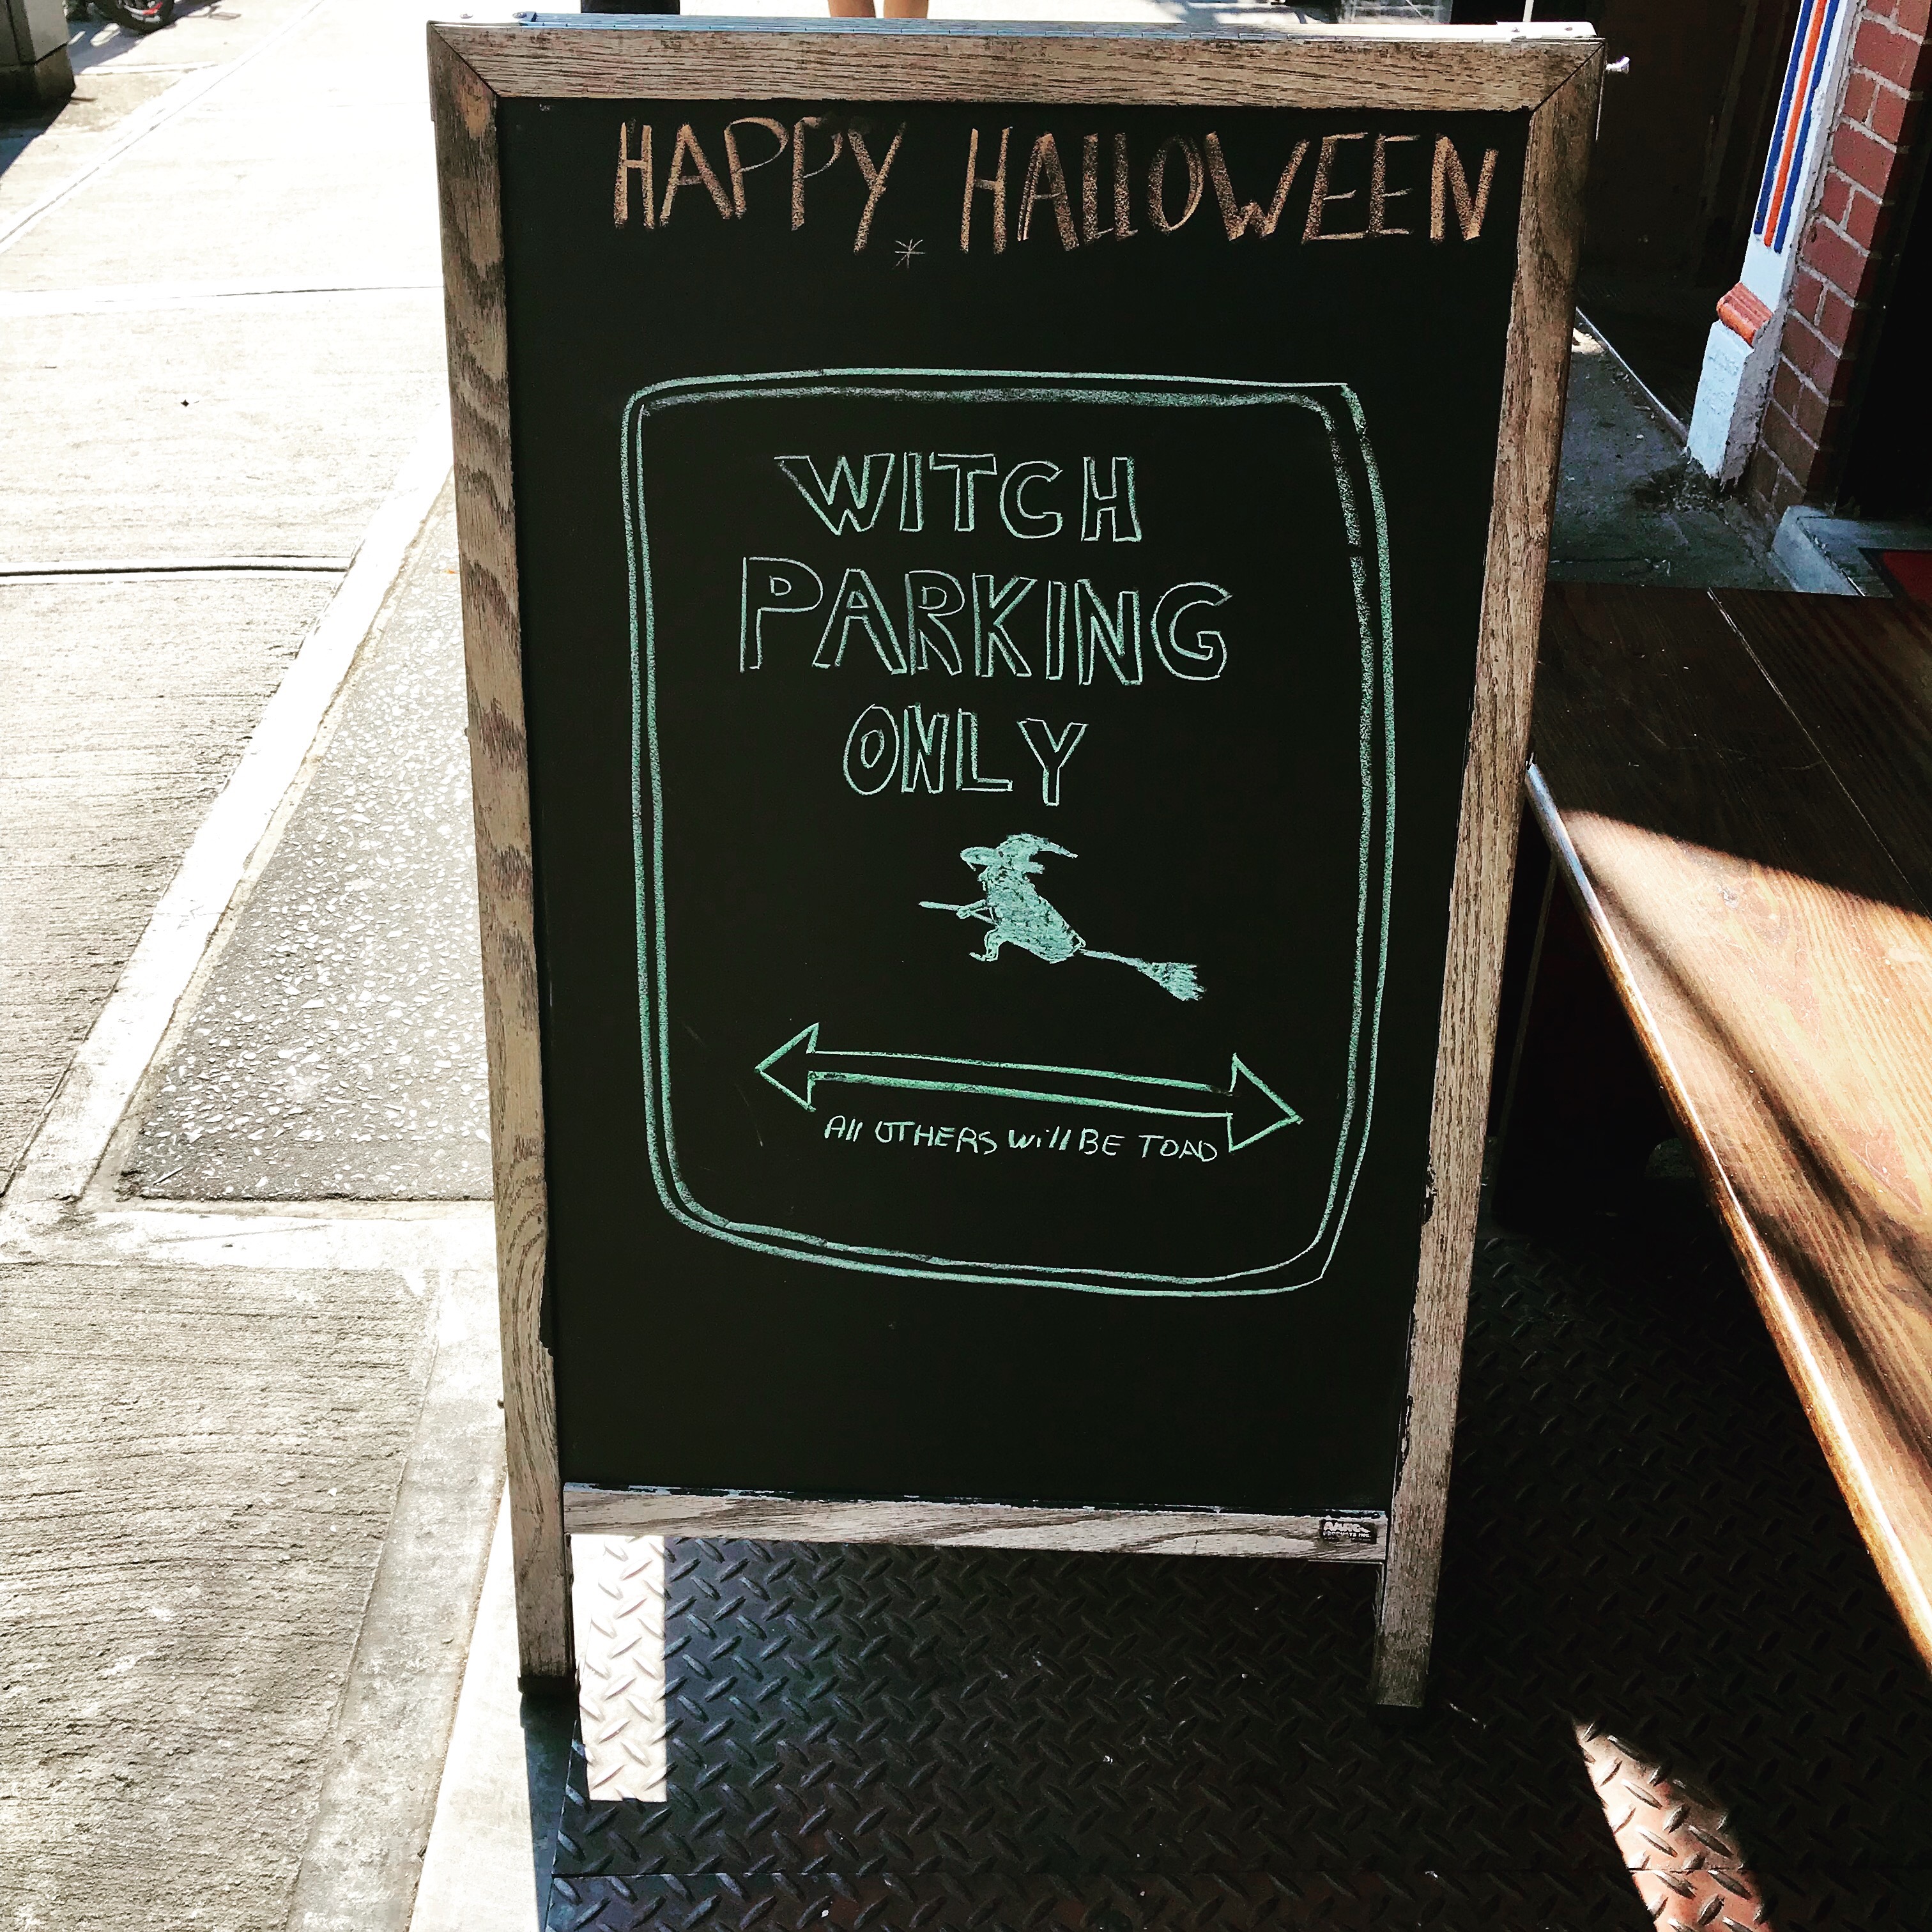 HAPPY HALLOWEEN
WITCH
PARKING
ONLY
All OTHERS Will BE TOAD